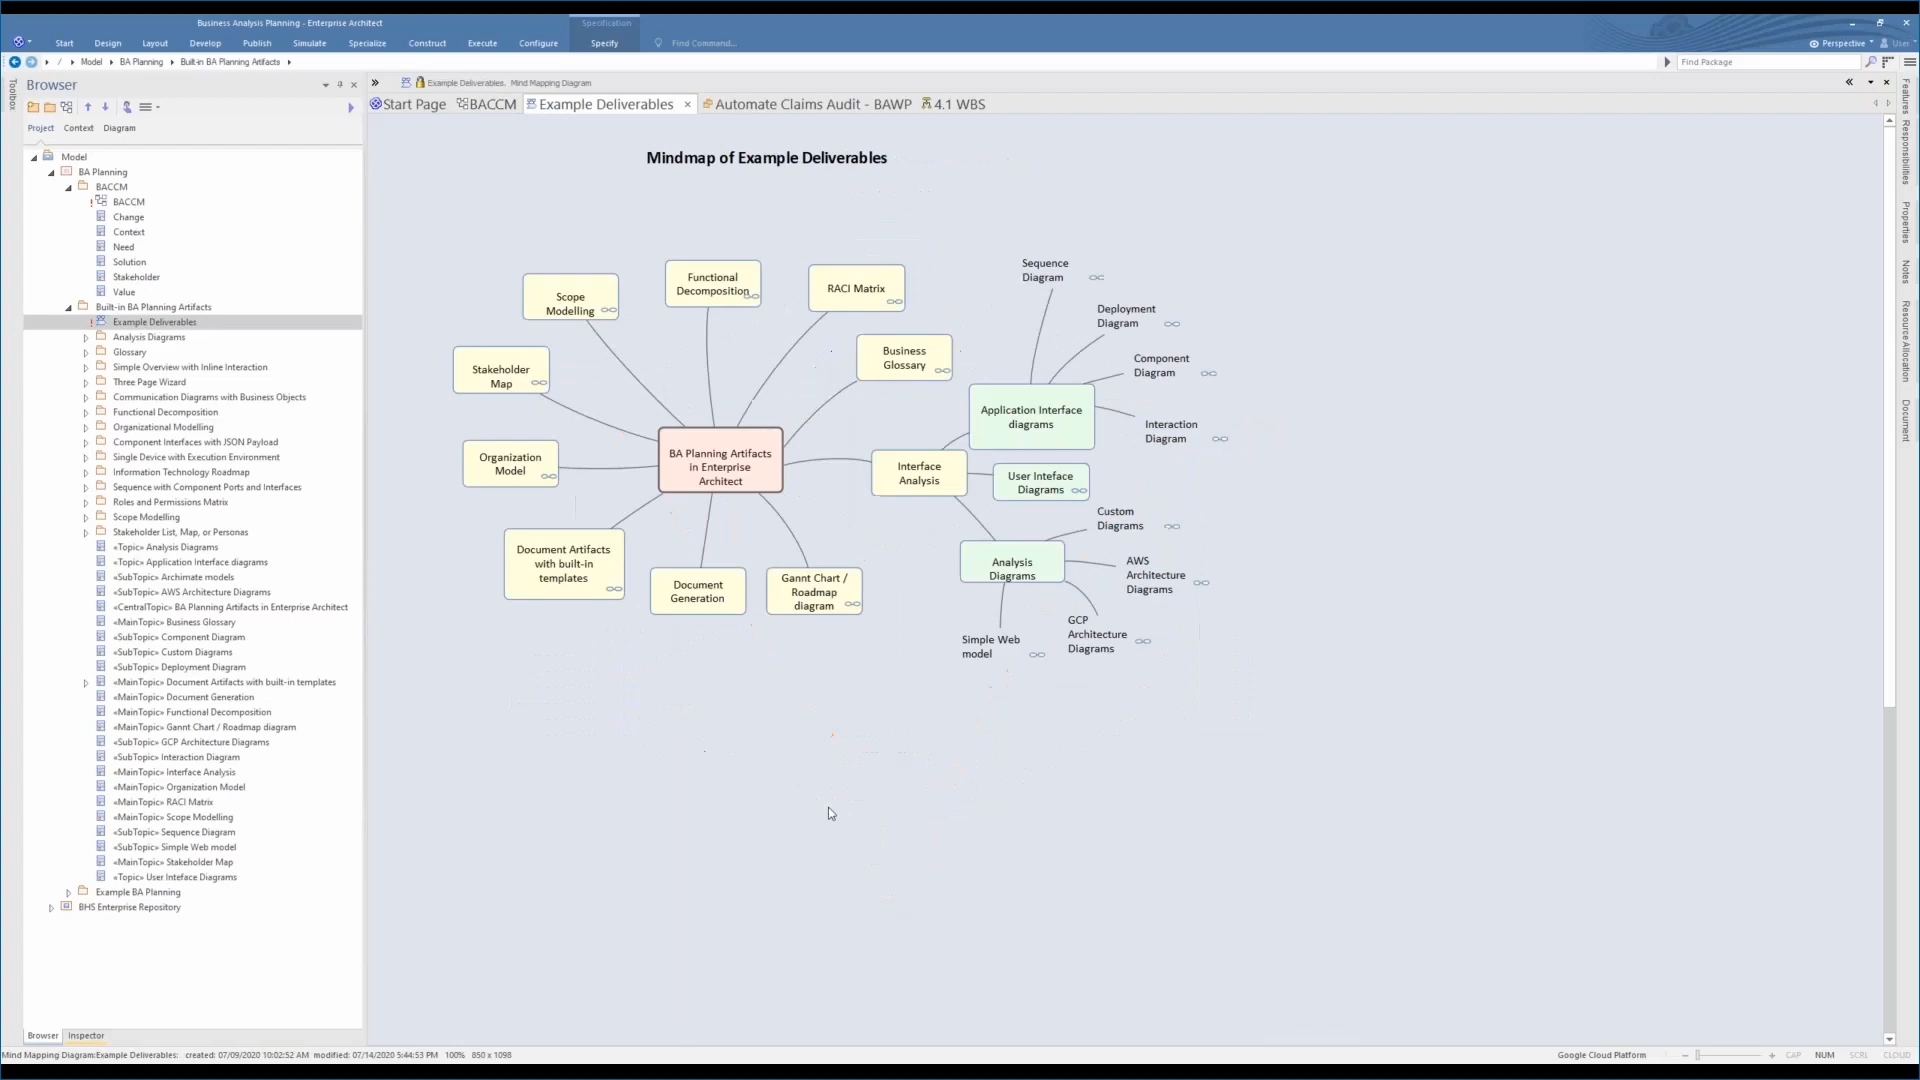 Business Analysis Planning - Enterprise Architect
Specification
Start Design Layout Develop Publish Simulate Specialize Construct Execute Configure Specify Find Command...
Perspective User
/ Model BA Planning Built-in BA Planning Artifacts
Find Package
Toolbox
Browser
Project Context Diagram
Model
BA Planning
BACCM
BACCM
Change
Context
Need
Solution
Stakeholder
Value
Built-in BA Planning Artifacts
Example Deliverables
Analysis Diagrams
Glossary
Simple Overview with Inline Interaction
Three Page Wizard
Communication Diagrams with Business Objects
Functional Decomposition
Organizational Modelling
Component Interfaces with JSON Payload
Single Device with Execution Environment
Information Technology Roadmap
Sequence with Component Ports and Interfaces
Roles and Permissions Matrix
Scope Modelling
Stakeholder List, Map, or Personas
«Topic» Analysis Diagrams
«Topic» Application Interface diagrams
«SubTopic» Archimate models
«SubTopic» AWS Architecture Diagrams
«CentralTopic» BA Planning Artifacts in Enterprise Architect
«MainTopic» Business Glossary
«SubTopic» Component Diagram
«SubTopic» Custom Diagrams
«SubTopic» Deployment Diagram
«MainTopic» Document Artifacts with built-in templates
«MainTopic» Document Generation
«MainTopic» Functional Decomposition
«MainTopic» Gannt Chart / Roadmap diagram
«SubTopic» GCP Architecture Diagrams
«SubTopic» Interaction Diagram
«MainTopic» Interface Analysis
«MainTopic» Organization Model
«MainTopic» RACI Matrix
«MainTopic» Scope Modelling
«SubTopic» Sequence Diagram
«SubTopic» Simple Web model
«MainTopic» Stakeholder Map
«Topic» User Inteface Diagrams
Example BA Planning
BHS Enterprise Repository
Browser Inspector
Example Deliverables. Mind Mapping Diagram
Start Page BACCM Example Deliverables × Automate Claims Audit - BAWP 4.1 WBS
Mindmap of Example Deliverables
Scope
Modelling
Functional
Decomposition
RACI Matrix
Business
Glossary
Stakeholder
Map
Organization
Model
BA Planning Artifacts
in Enterprise
Architect
Document Artifacts
with built-in
templates
Document
Generation
Gannt Chart /
Roadmap
diagram
Interface
Analysis
Application Interface
diagrams
User Inteface
Diagrams
Analysis
Diagrams
Sequence
Diagram
Deployment
Diagram
Component
Diagram
Interaction
Diagram
Custom
Diagrams
AWS
Architecture
Diagrams
GCP
Architecture
Diagrams
Simple Web
model
Features
Responsibilities
Properties
Notes
Resource Allocation
Document
Mind Mapping Diagram:Example Deliverables: created: 07/09/2020 10:02:52 AM modified: 07/14/2020 5:44:53 PM 100% 850 x 1098
Google Cloud Platform CAP NUM SCRL CLOUD